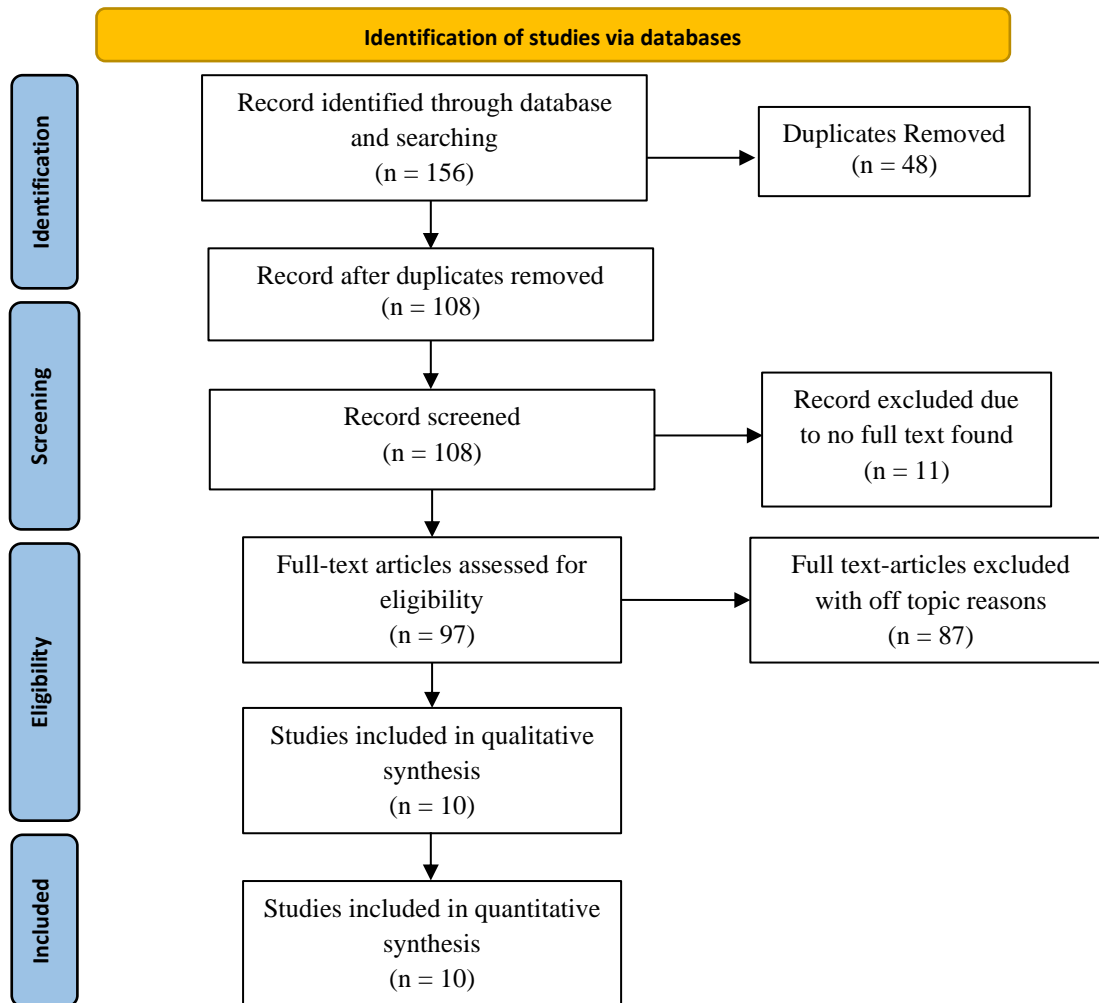 Identification of studies via databases
Identification
Record identified through database
and searching
(n = 156)
Duplicates Removed
(n = 48)
Record after duplicates removed
(n = 108)
Screening
Record screened
(n = 108)
Record excluded due
to no full text found
(n = 11)
Eligibility
Full-text articles assessed for
eligibility
(n = 97)
Full text-articles excluded
with off topic reasons
(n = 87)
Studies included in qualitative
synthesis
(n = 10)
Included
Studies included in quantitative
synthesis
(n = 10)